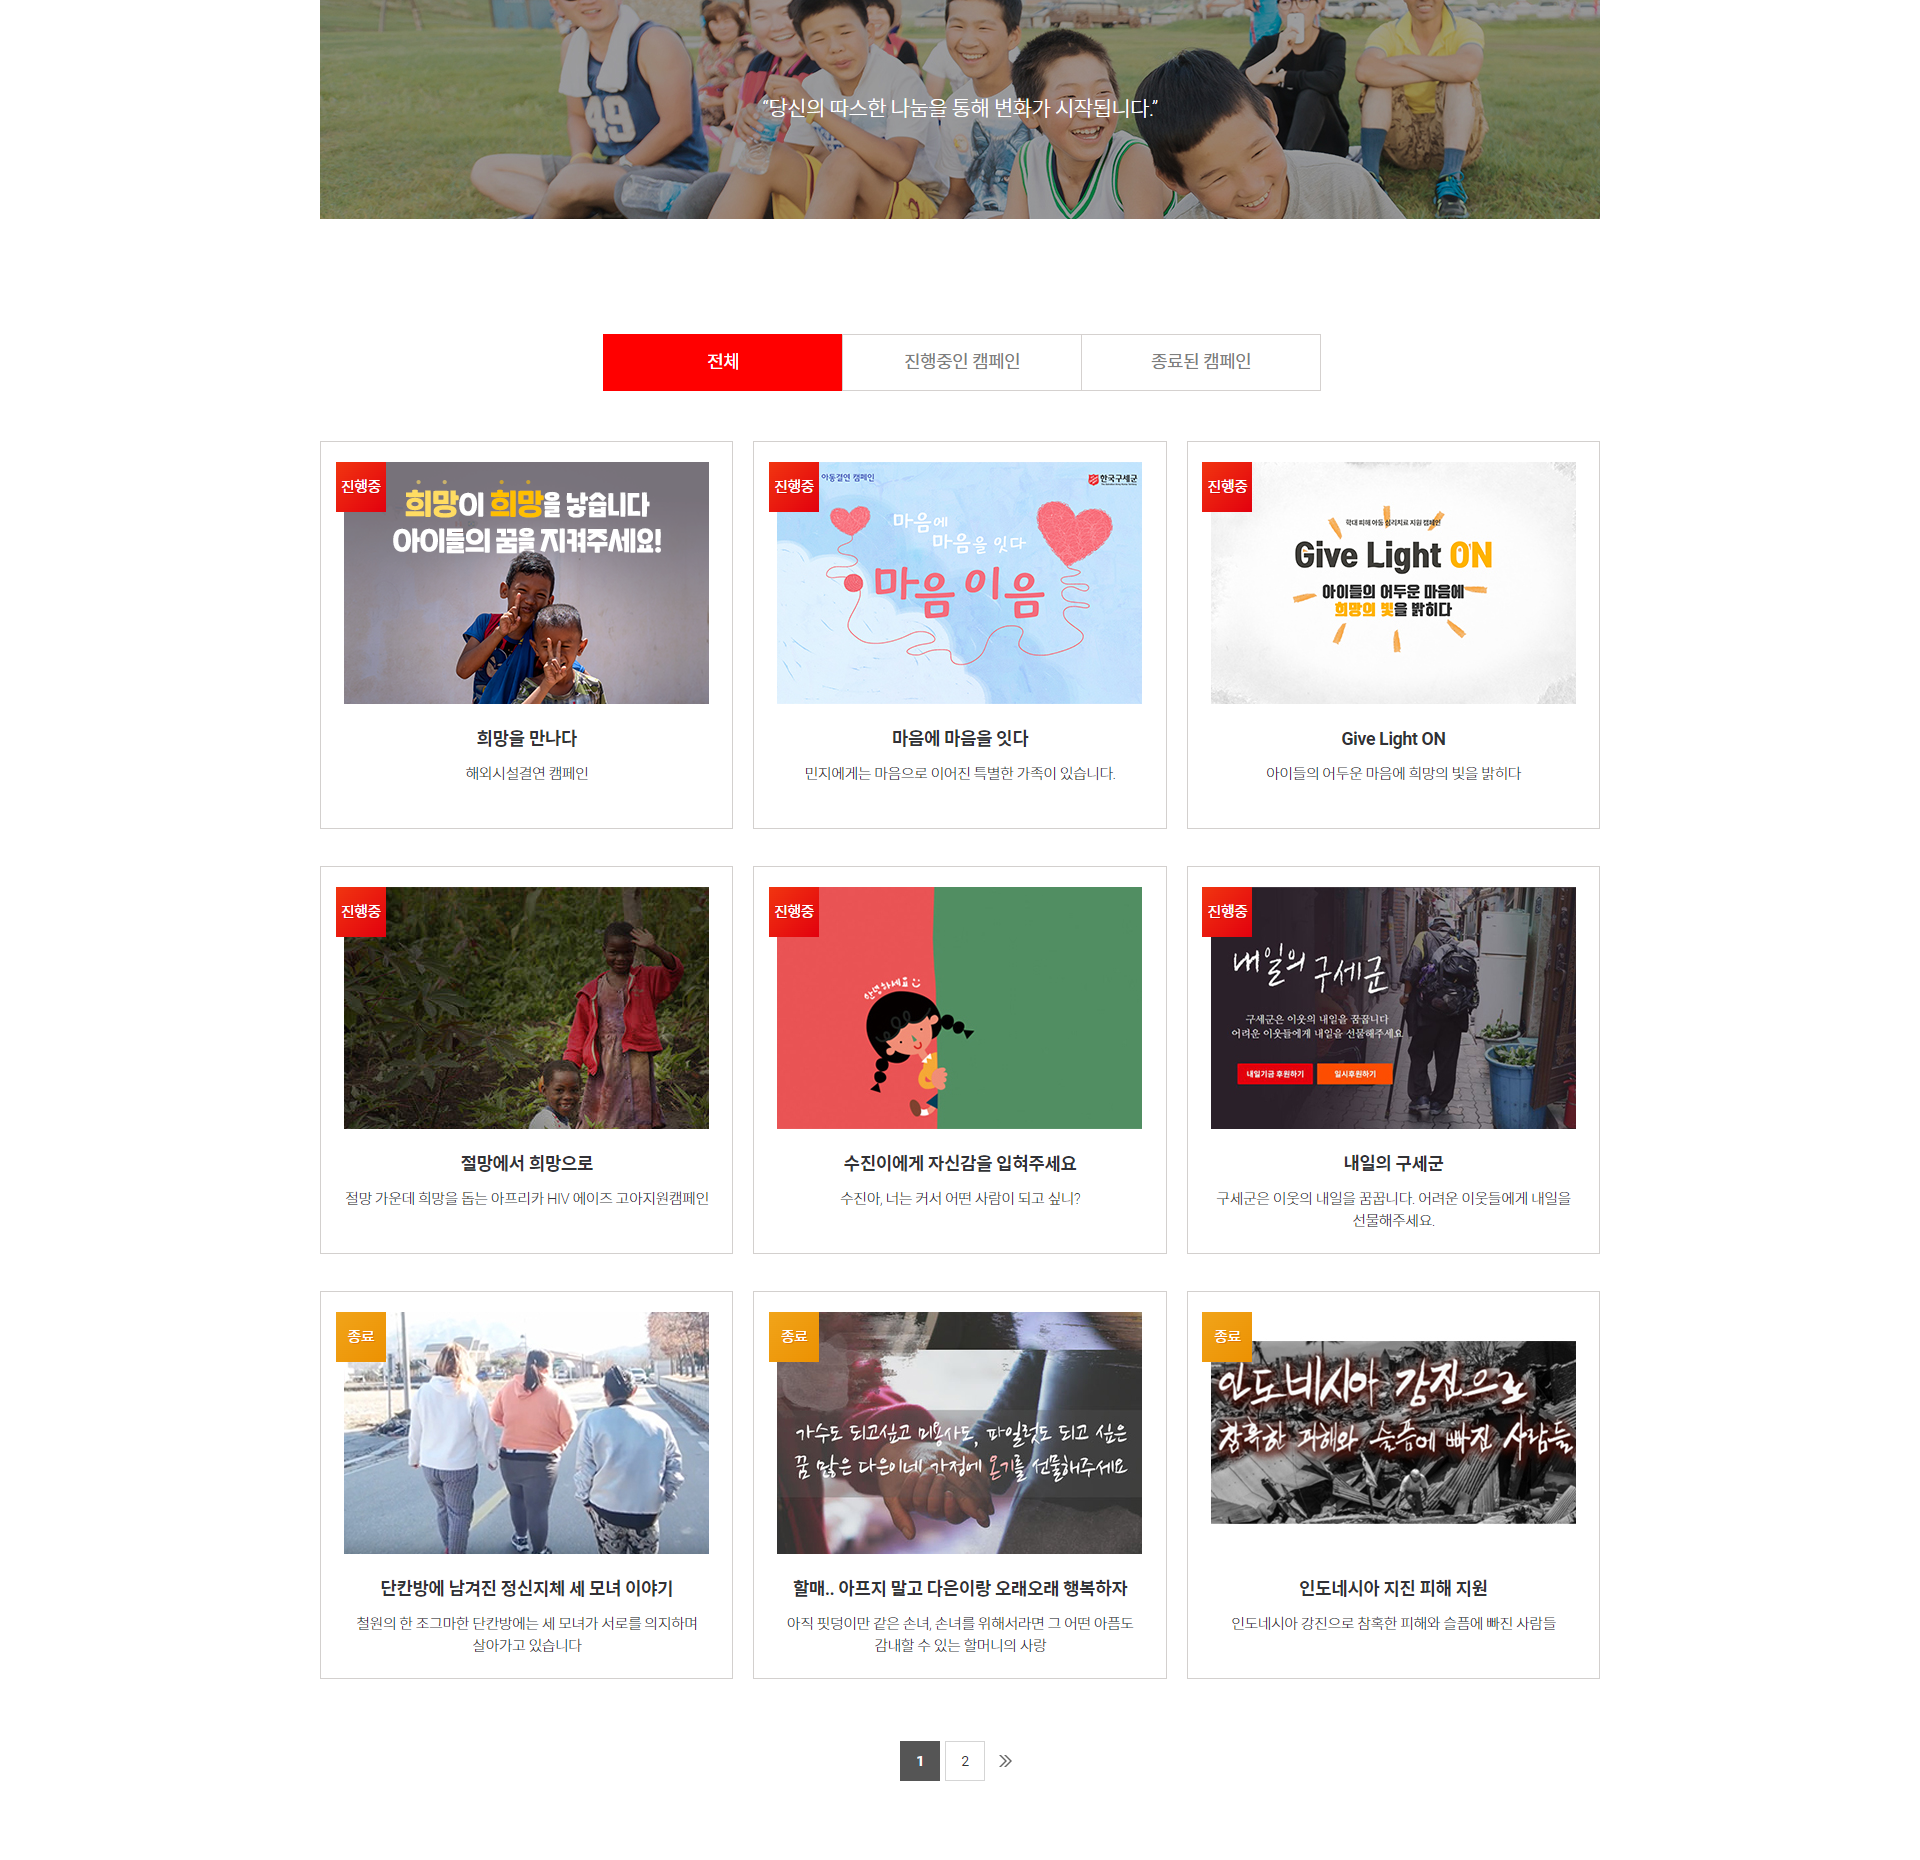 “당신의 따스한 나눔을 통해 변화가 시작됩니다.”
49
전체
진행중인 캠페인
종료된 캠페인
진행중
희망이 희망을 낳습니다
아이들의 꿈을 지켜주세요!
희망을 만나다
해외시설결연 캠페인
진행중
아동결연 캠페인
한국구세군
마음에
마음을 잇다
마음 이음
마음에 마음을 잇다
민지에게는 마음으로 이어진 특별한 가족이 있습니다.
진행중
학대 피해 아동 심리치료 지원 캠페인
Give Light ON
아이들의 어두운 마음에
희망의 빛을 밝히다
Give Light ON
아이들의 어두운 마음에 희망의 빛을 밝히다
진행중
절망에서 희망으로
절망 가운데 희망을 돕는 아프리카 HIV 에이즈 고아지원캠페인
진행중
안녕하세요
수진이에게 자신감을 입혀주세요
수진아, 너는 커서 어떤 사람이 되고 싶니?
진행중
내일의 구세군
구세군은 이웃의 내일을 꿈꿉니다
어려운 이웃들에게 내일을 선물해주세요
내일기금 후원하기
일시후원하기
내일의 구세군
구세군은 이웃의 내일을 꿈꿉니다. 어려운 이웃들에게 내일을
선물해주세요.
종료
단칸방에 남겨진 정신지체 세 모녀 이야기
철원의 한 조그마한 단칸방에는 세 모녀가 서로를 의지하며
살아가고 있습니다
종료
가수도 되고싶고 미용사도, 파일럿도 되고 싶은
꿈 많은 다은이네 가정에 온기를 선물해주세요
할매.. 아프지 말고 다은이랑 오래오래 행복하자
아직 핏덩이만 같은 손녀, 손녀를 위해서라면 그 어떤 아픔도
감내할 수 있는 할머니의 사랑
종료
인도네시아 강진으로
참혹한 피해와 슬픔에 빠진 사람들
인도네시아 지진 피해 지원
인도네시아 강진으로 참혹한 피해와 슬픔에 빠진 사람들
1
2